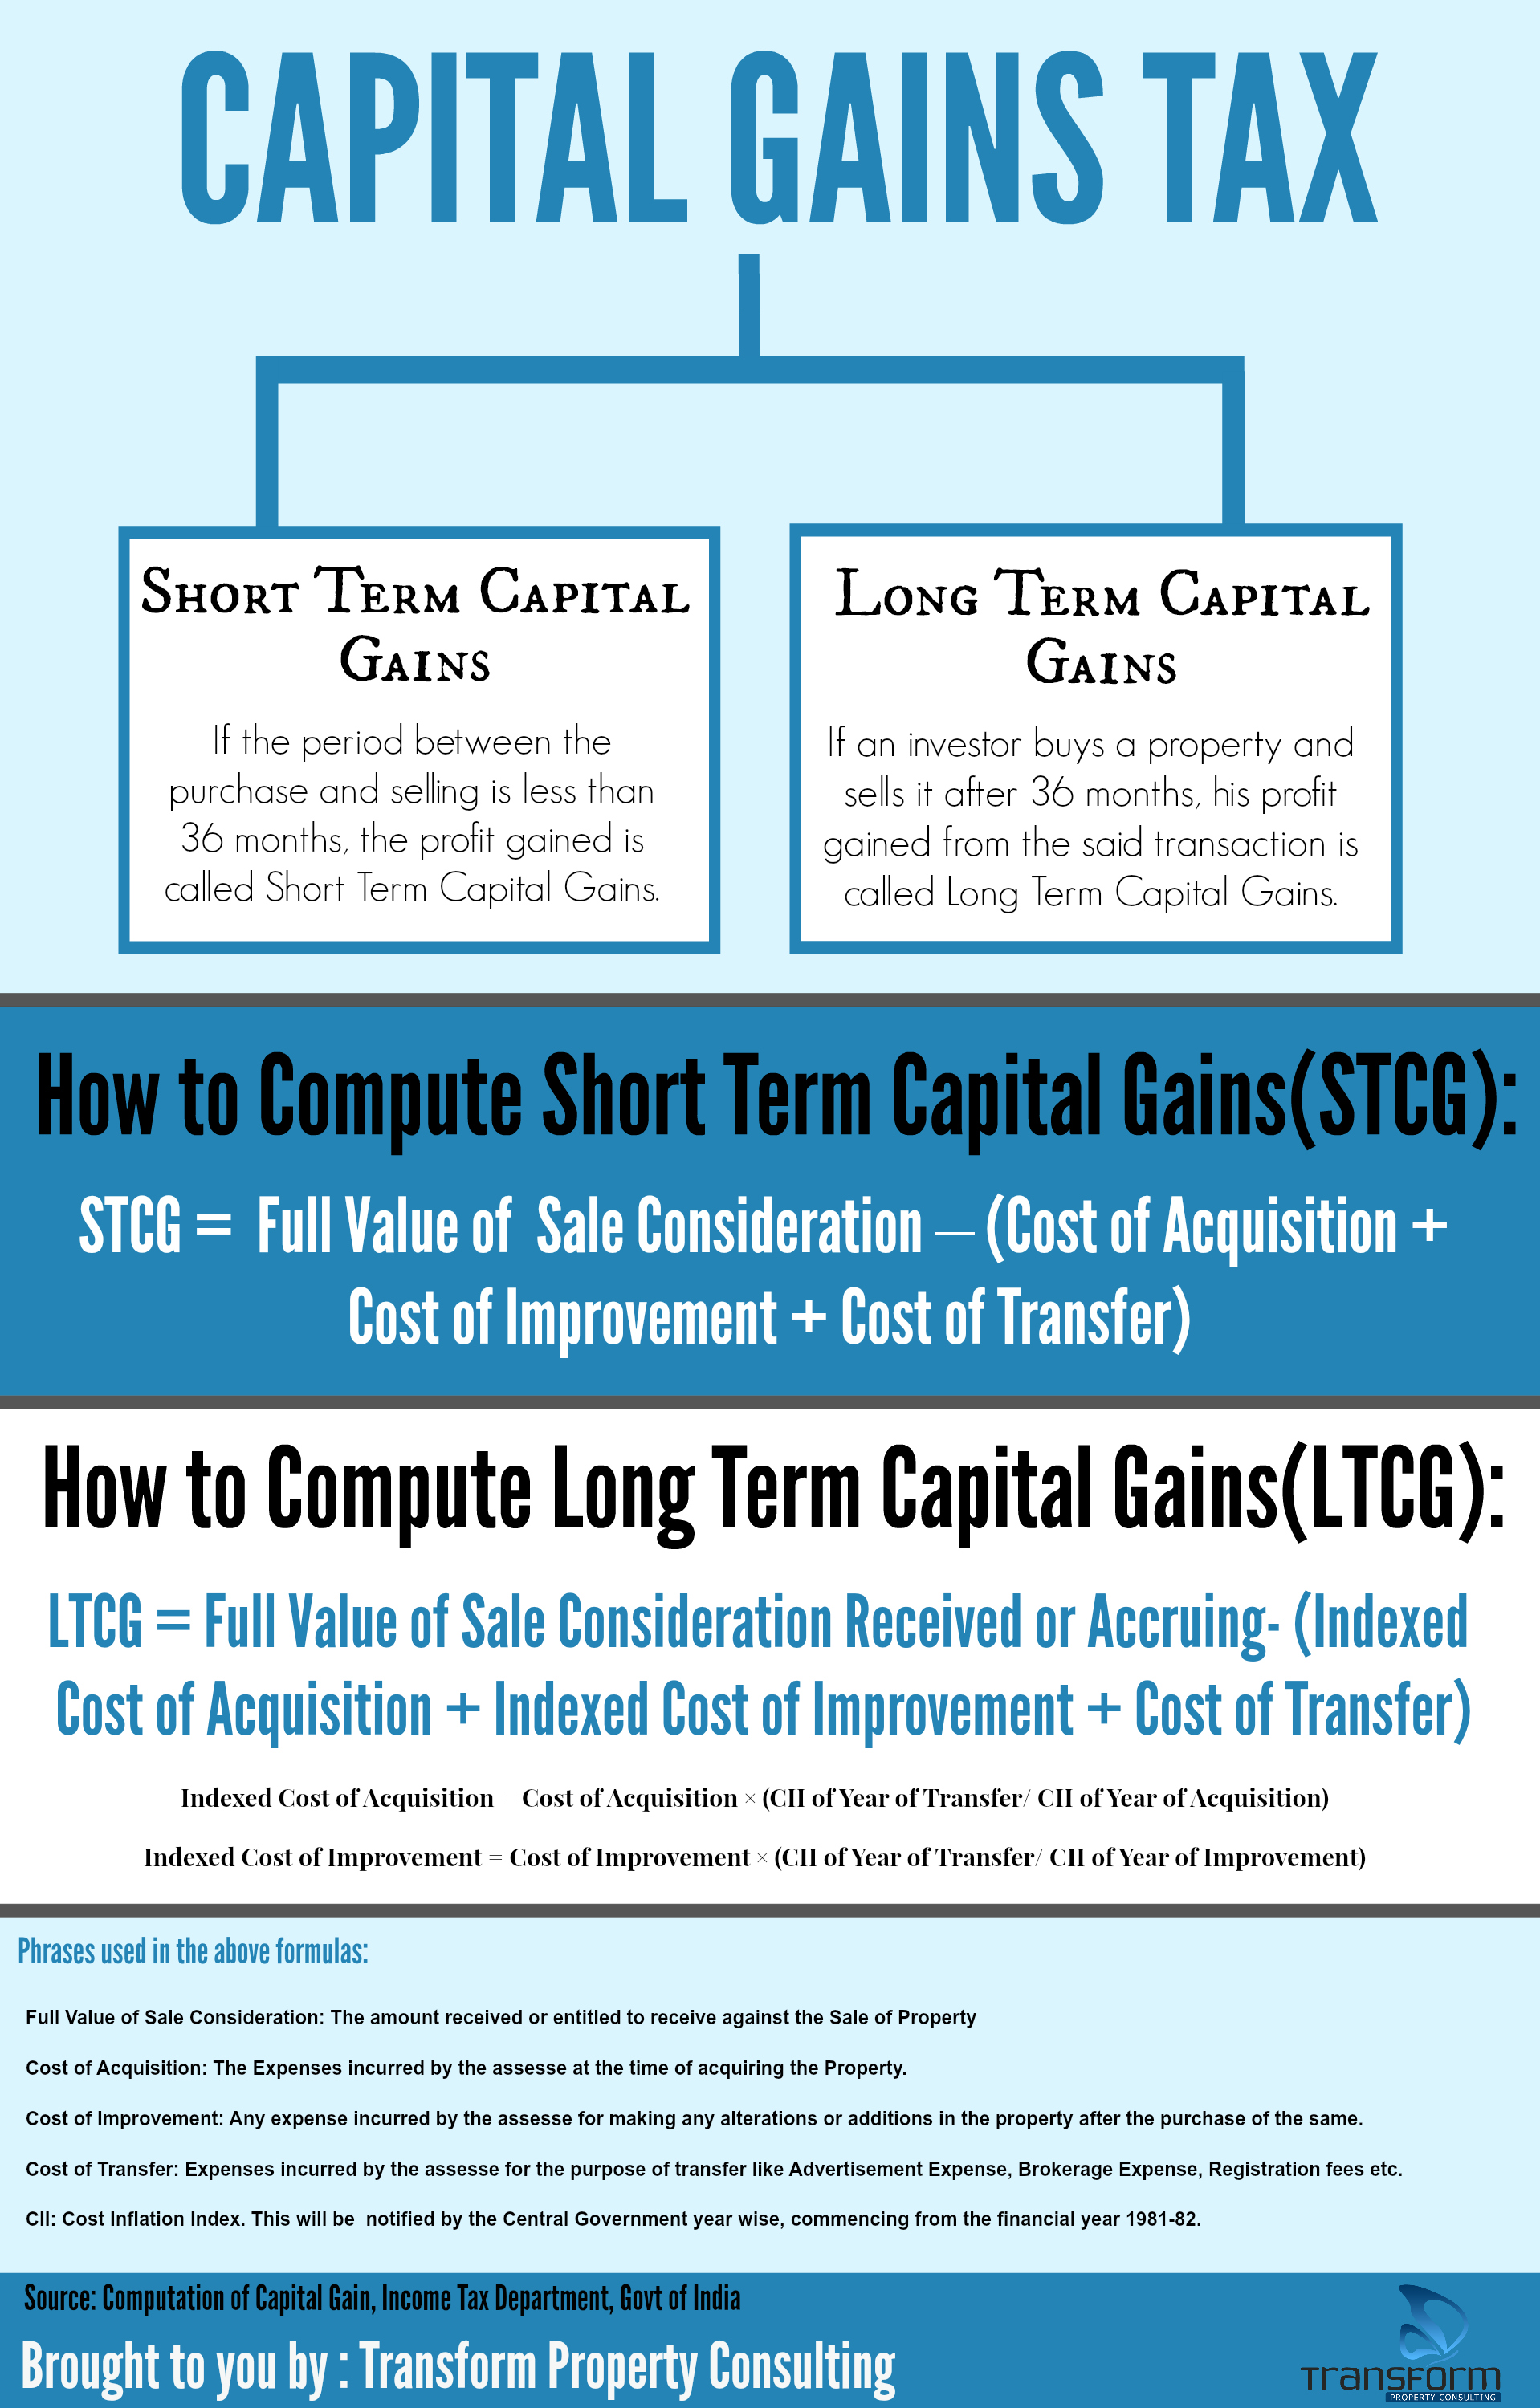 CAPITAL GAINS TAX
Short Term Capital
Gains
If the period between the
purchase and selling is less than
36 months, the profit gained is
called Short Term Capital Gains.
Long Term Capital
Gains
If an investor buys a property and
sells it after 36 months, his profit
gained from the said transaction is
called Long Term Capital Gains.
How to Compute Short Term Capital Gains(STCG):
STCG = Full Value of Sale Consideration — (Cost of Acquisition +
Cost of Improvement + Cost of Transfer)
How to Compute Long Term Capital Gains(LTCG):
LTCG = Full Value of Sale Consideration Received or Accruing- (Indexed
Cost of Acquisition + Indexed Cost of Improvement + Cost of Transfer)
Indexed Cost of Acquisition = Cost of Acquisition × (CII of Year of Transfer/ CII of Year of Acquisition)
Indexed Cost of Improvement = Cost of Improvement × (CII of Year of Transfer/ CII of Year of Improvement)
Phrases used in the above formulas:
Full Value of Sale Consideration: The amount received or entitled to receive against the Sale of Property
Cost of Acquisition: The Expenses incurred by the assesse at the time of acquiring the Property.
Cost of Improvement: Any expense incurred by the assesse for making any alterations or additions in the property after the purchase of the same.
Cost of Transfer: Expenses incurred by the assesse for the purpose of transfer like Advertisement Expense, Brokerage Expense, Registration fees etc.
CII: Cost Inflation Index. This will be  notified by the Central Government year wise, commencing from the financial year 1981-82.
Source: Computation of Capital Gain, Income Tax Department, Govt of India
Brought to you by : Transform Property Consulting
Transform
PROPERTY CONSULTING